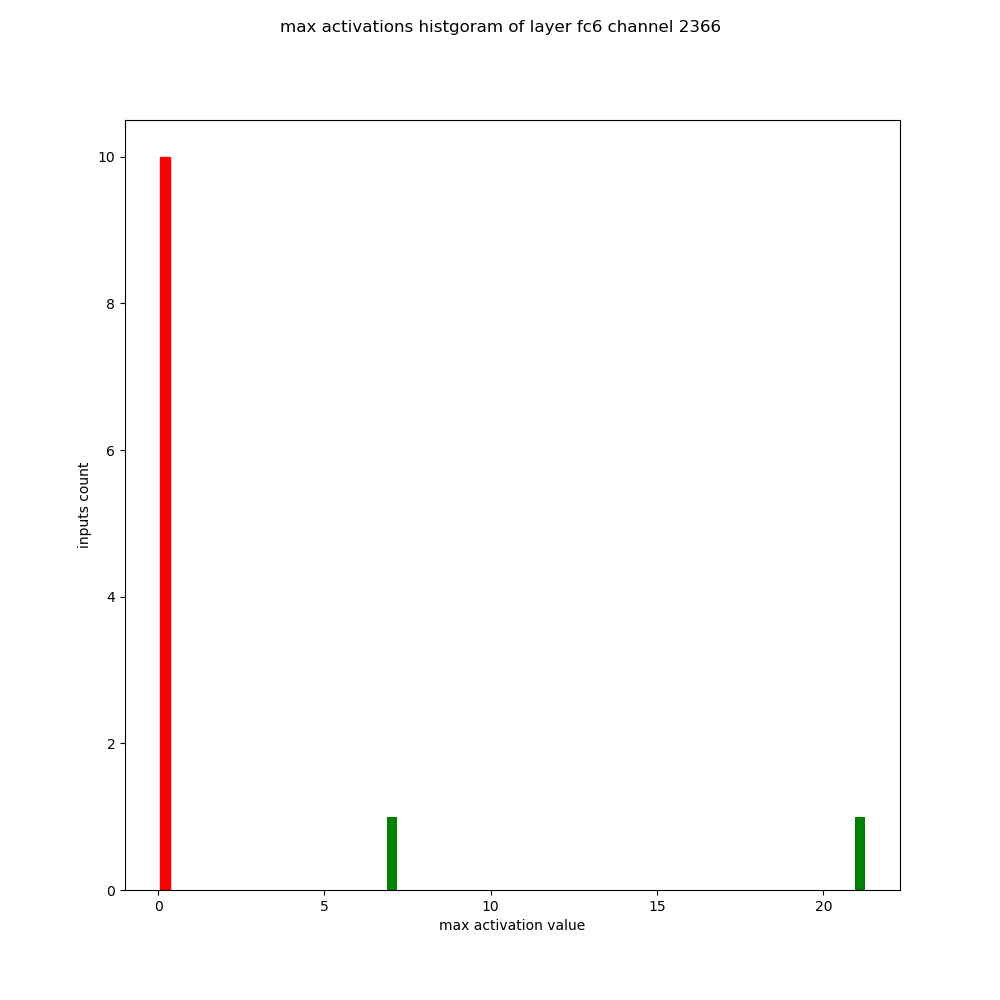 max activations histgoram of layer fc6 channel 2366
10
8
6
4
2
0
inputs count
0 5 10 15 20
max activation value